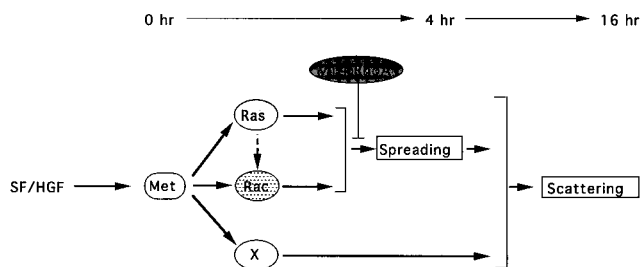 0 hr 4 hr 16 hr
Ras
Spreading
SF/HGF Met Rac Scattering
X